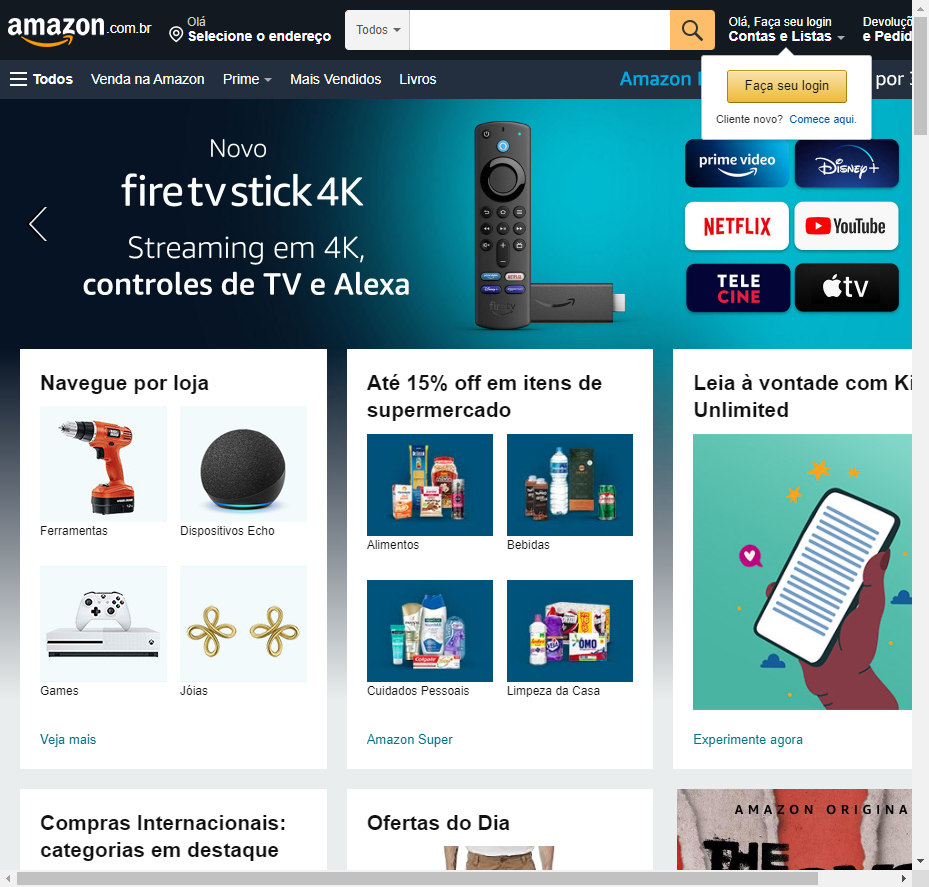 amazon.com.br
Olá
Selecione o endereço
Todos
Olá, Faça seu login
Contas e Listas
Devoluç
e Pedid
Todos
Venda na Amazon
Prime
Mais Vendidos
Livros
Amazon
por
Faça seu login
Cliente novo? Comece aqui.
Novo
fire tv stick 4K
Streaming em 4K,
controles de TV e Alexa
prime video
Disney+
NETFLIX
YouTube
TELE
CINE
tv
Navegue por loja
Ferramentas
Dispositivos Echo
Games
Jóias
Veja mais
Até 15% off em itens de
supermercado
Alimentos
Bebidas
Cuidados Pessoais
Limpeza da Casa
Amazon Super
Leia à vontade com Ki
Unlimited
Experimente agora
Compras Internacionais:
categorias em destaque
Ofertas do Dia
AMAZON ORIGINA
THE